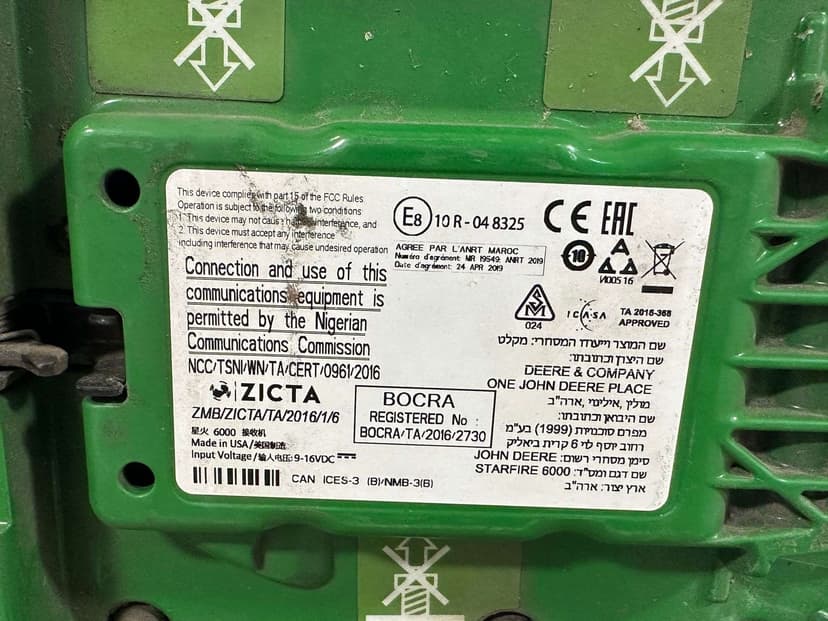 This device complies with part 15 of the FCC Rules
Operation is subject to the following two conditions
1. This device may not cause harmful interference, and
2. This device must accept any interference
including interference that may cause undesired operation
Connection and use of this
communications equipment is
permitted by the Nigerian
Communications Commission
NCC/TSNI/WN/TA/CERT/0961/2016
ZICTA
ZMB/ZICTA/TA/2016/1/6
星火 6000 接收机
Made in USA/美国制造
Input Voltage/输入电压: 9-16VDC
CAN ICES-3 (B)/NMB-3(B)
BOCRA
REGISTERED No :
BOCRA/TA/2016/2730
E8 10 R - 04 8325
CE EAC
AGREE PAR L'ANRT MAROC
Numéro d'agrément: MR 19549: ANRT 2019
Date d'agrément: 24 APR 2019
10
И005 16
024
ICASA
TA 2015-368
APPROVED
שם המוצר וייעודו המסחרי: מקלט
שם היצרן וכתובתו:
DEERE & COMPANY
ONE JOHN DEERE PLACE
מולין, אילינוי, ארה"ב
שם היבואן וכתובתו:
מפרם סוכנויות (1999) בע"מ
רחוב יוסף לוי 6 קרית ביאליק
סימן מסחרי רשום: JOHN DEERE
שם דגם ומס"ד: STARFIRE 6000
ארץ יצור: ארה"ב